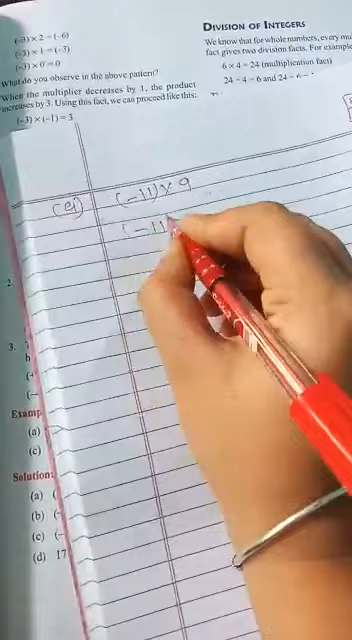 (–3) × 2 = (–6)
(–3) × 1 = (–3)
(–3) × 0 = 0
What do you observe in the above pattern?
When the multiplier decreases by 1, the product
increases by 3. Using this fact, we can proceed like this:
(–3) × (–1) = 3
DIVISION OF INTEGERS
We know that for whole numbers, every mu
fact gives two division facts. For example
6 × 4 = 24 (multiplication fact)
24 ÷ 4 = 6 and 24 ÷ 6 =
(–11) × 9
(–11)
2.
3.
h
(–
Examp
(a)
(c)
Solution:
(a) (
(b) (–
(c) (–
(d) 17